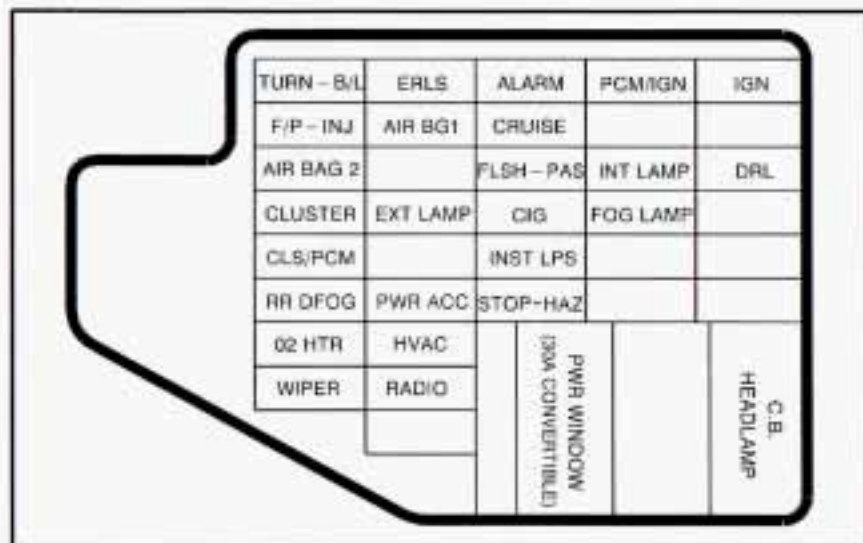 TURN – B/L ERLS ALARM PCM/IGN IGN
F/P – INJ AIR BG1 CRUISE
AIR BAG 2 FLSH – PAS INT LAMP DRL
CLUSTER EXT LAMP CIG FOG LAMP
CLS/PCM INST LPS
RR DFOG PWR ACC STOP-HAZ
02 HTR HVAC
WIPER RADIO
PWR WINDOW
(30A CONVERTIBLE)
C.B.
HEADLAMP